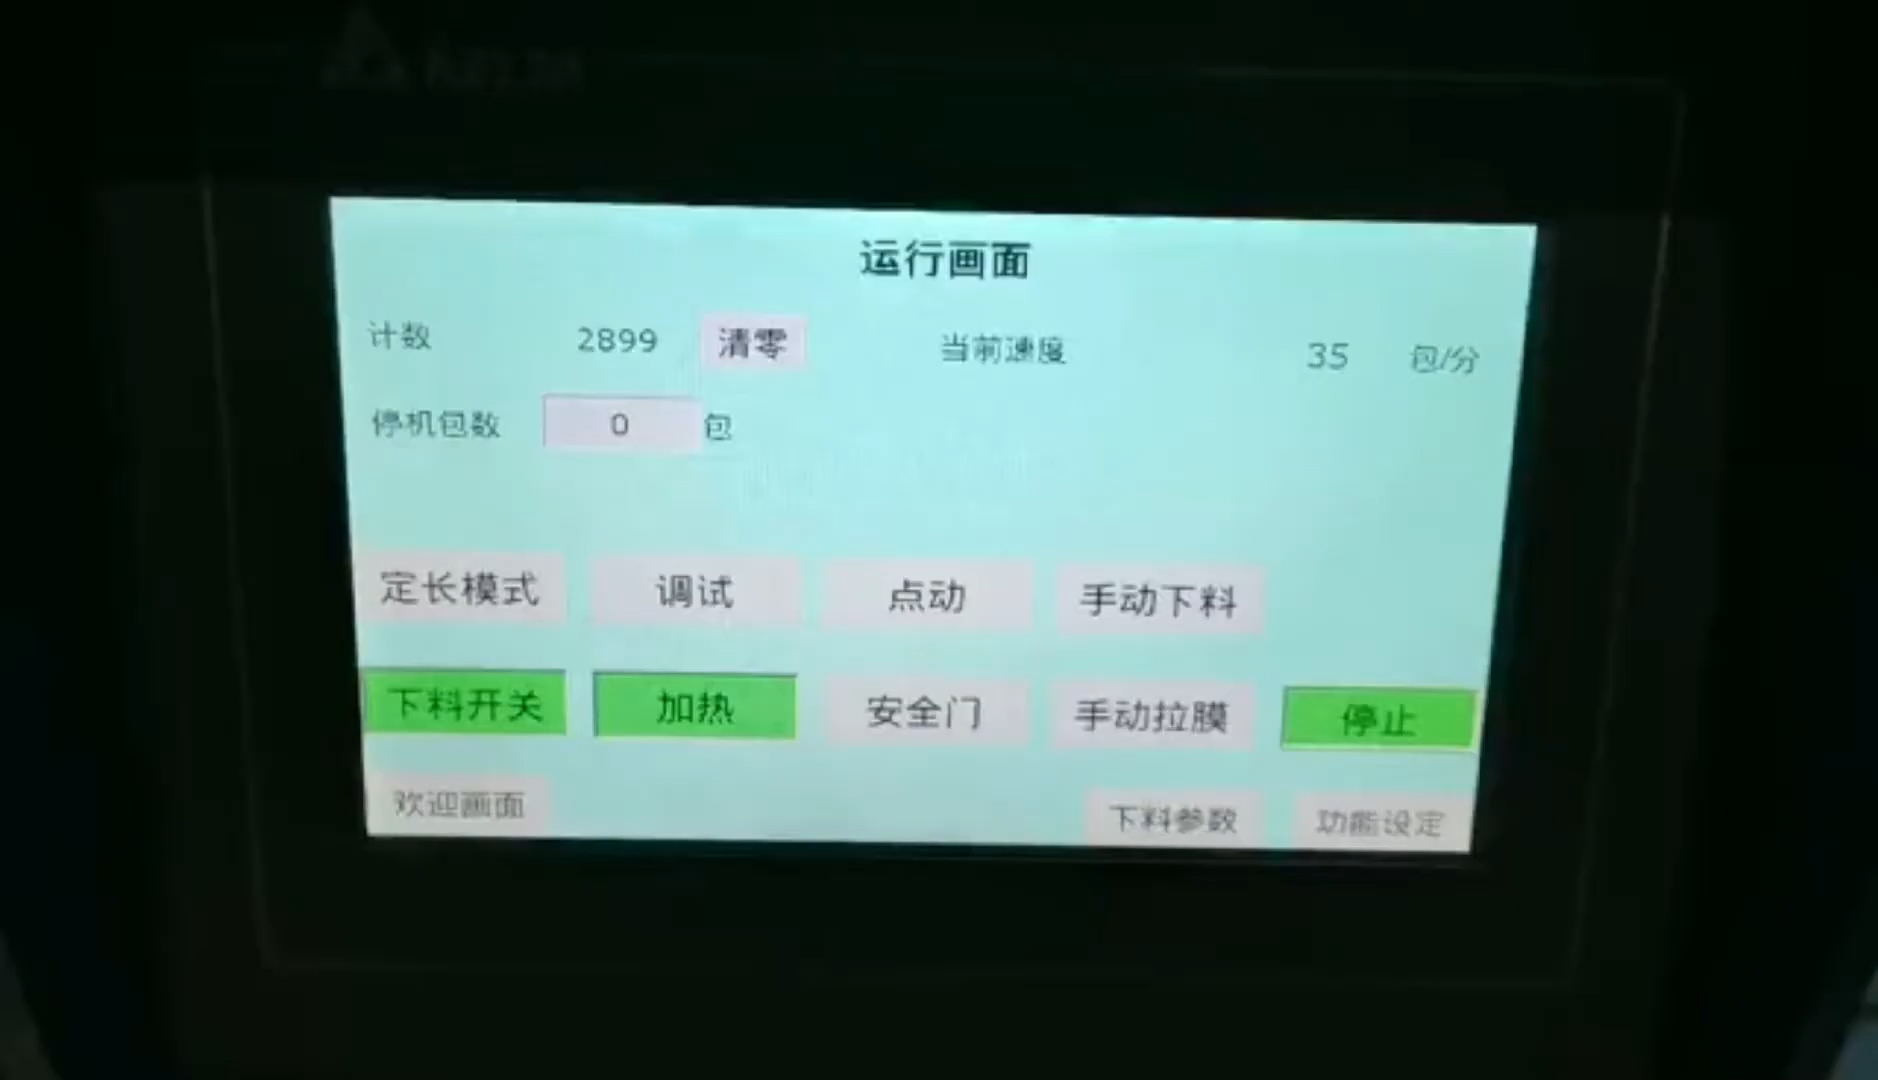 运行画面
计数 2899 清零 当前速度 35 包/分
停机包数 0 包
定长模式 调试 点动 手动下料
下料开关 加热 安全门 手动拉膜 停止
欢迎画面 下料参数 功能设定